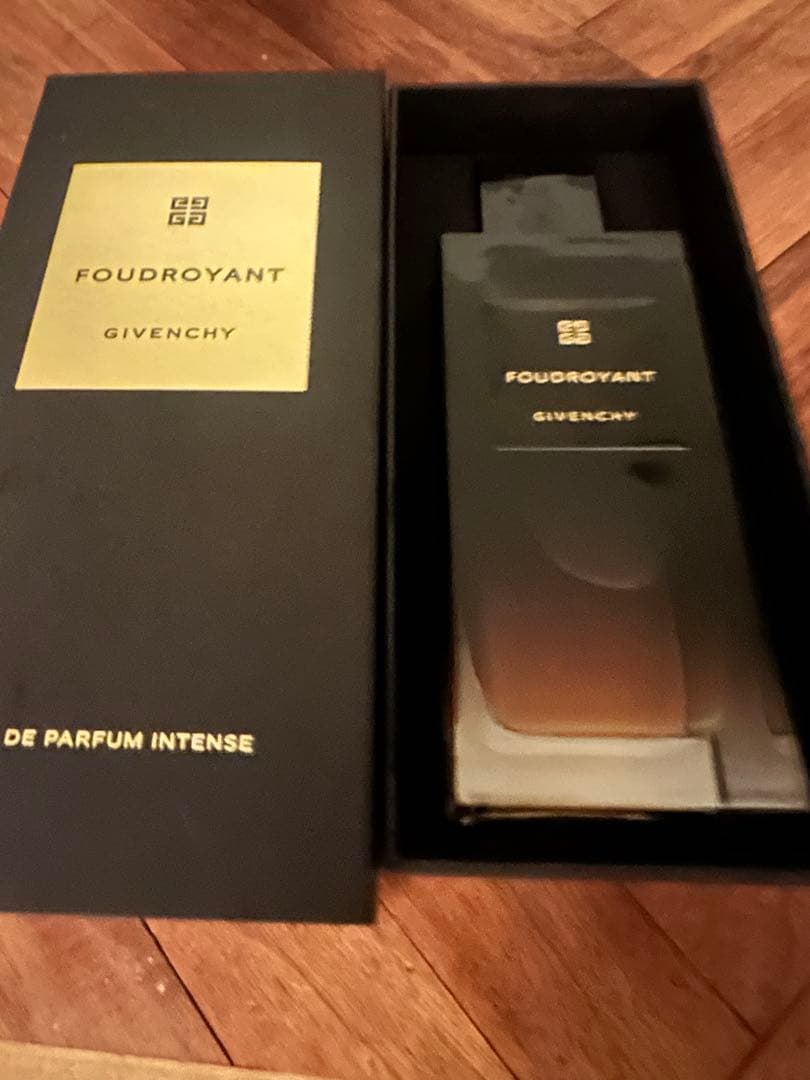 FOUDROYANT
GIVENCHY
DE PARFUM INTENSE
FOUDROYANT
GIVENCHY